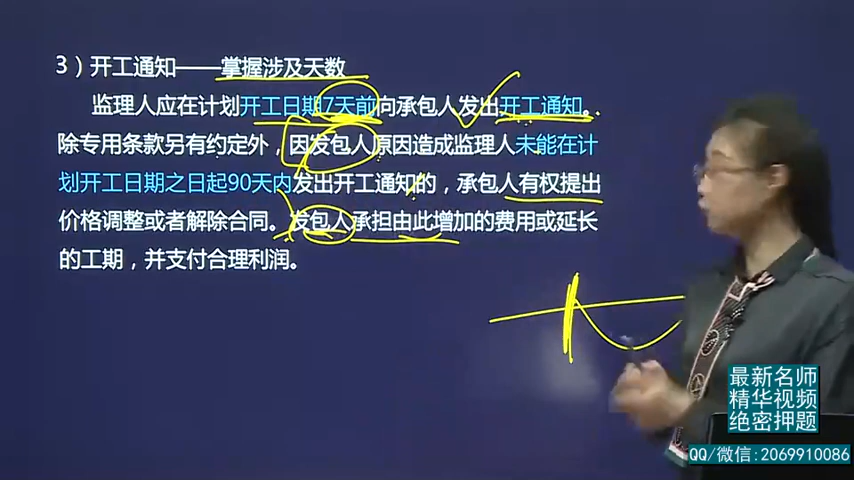 3）开工通知——掌握涉及天数
监理人应在计划开工日期7天前向承包人发出开工通知。
除专用条款另有约定外，因发包人原因造成监理人未能在计
划开工日期之日起90天内发出开工通知的，承包人有权提出
价格调整或者解除合同。发包人承担由此增加的费用或延长
的工期，并支付合理利润。
最新名师
精华视频
绝密押题
QQ/微信:2069910086